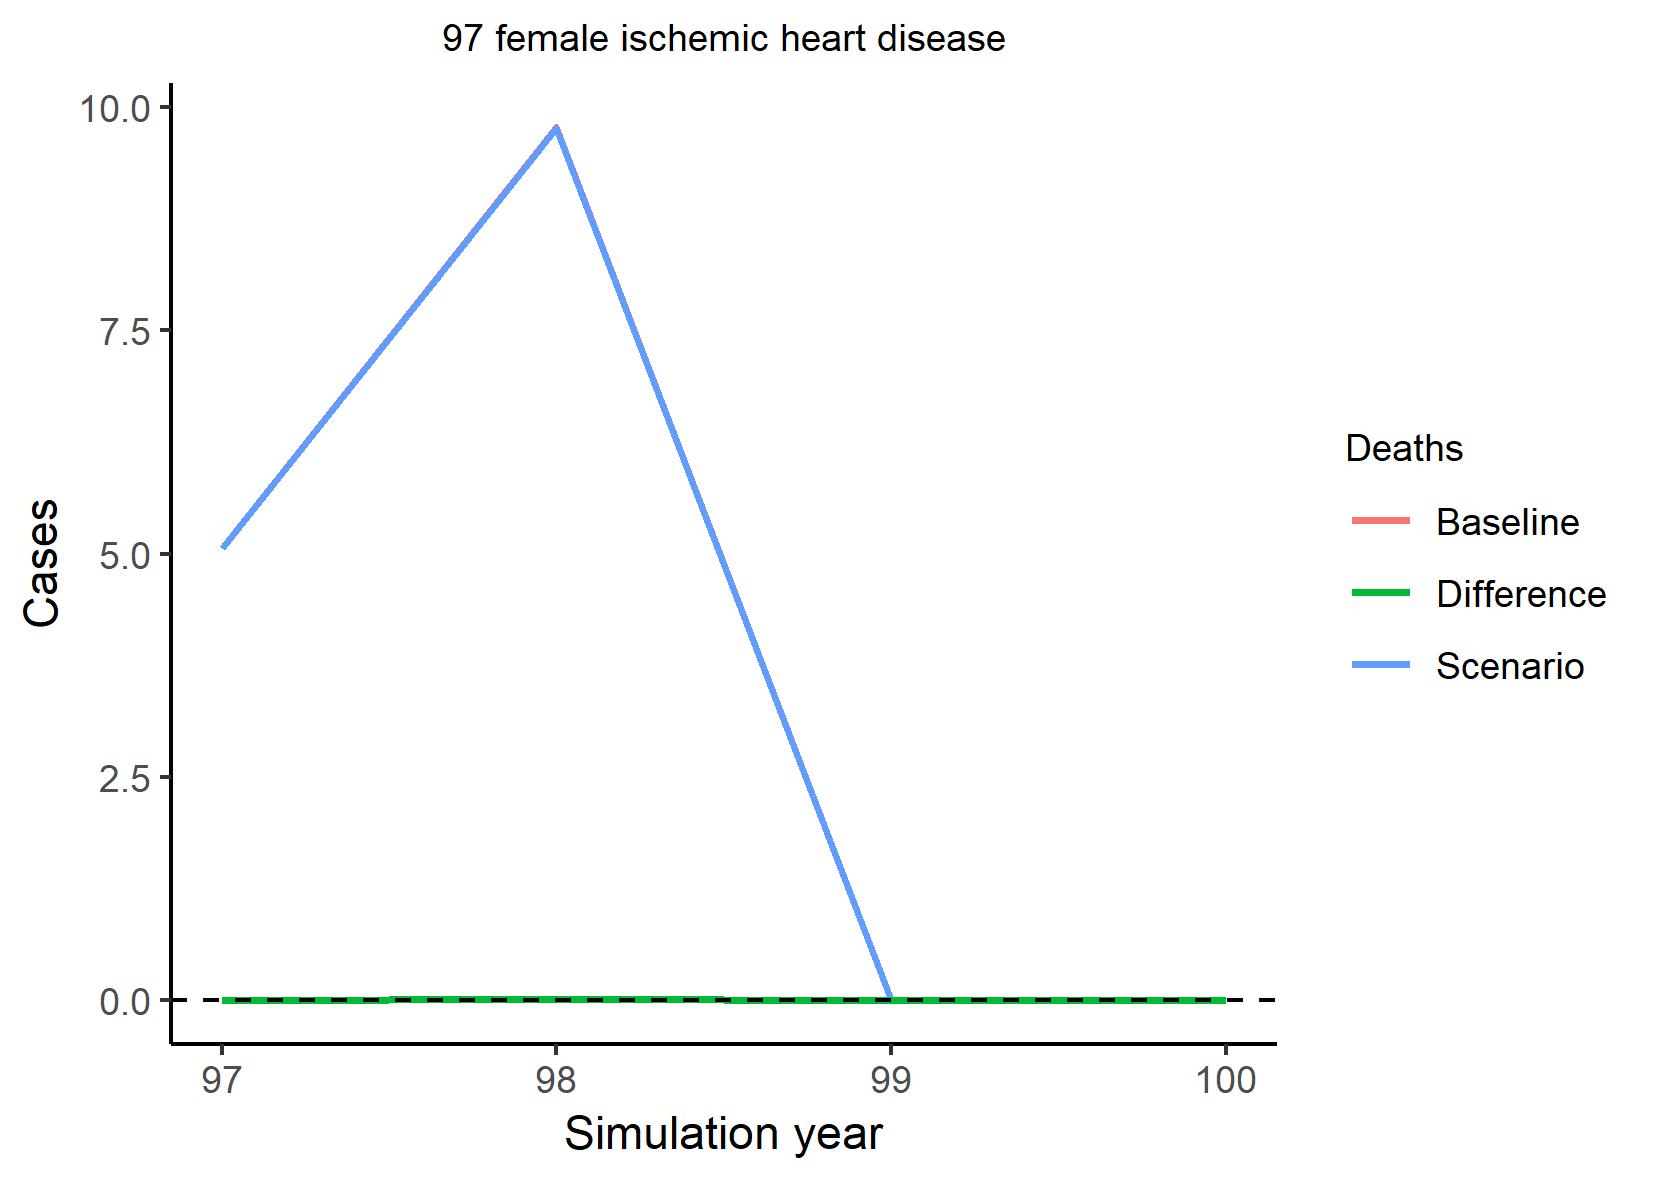 97 female ischemic heart disease
10.0
7.5
5.0
2.5
0.0
Cases
97 98 99 100
Simulation year
Deaths
Baseline
Difference
Scenario